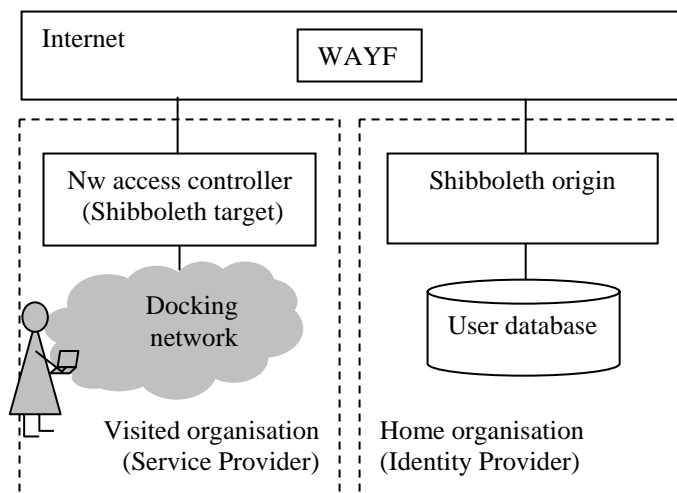 Internet
WAYF
Nw access controller
(Shibboleth target)
Shibboleth origin
Docking
network
User database
Visited organisation
(Service Provider)
Home organisation
(Identity Provider)